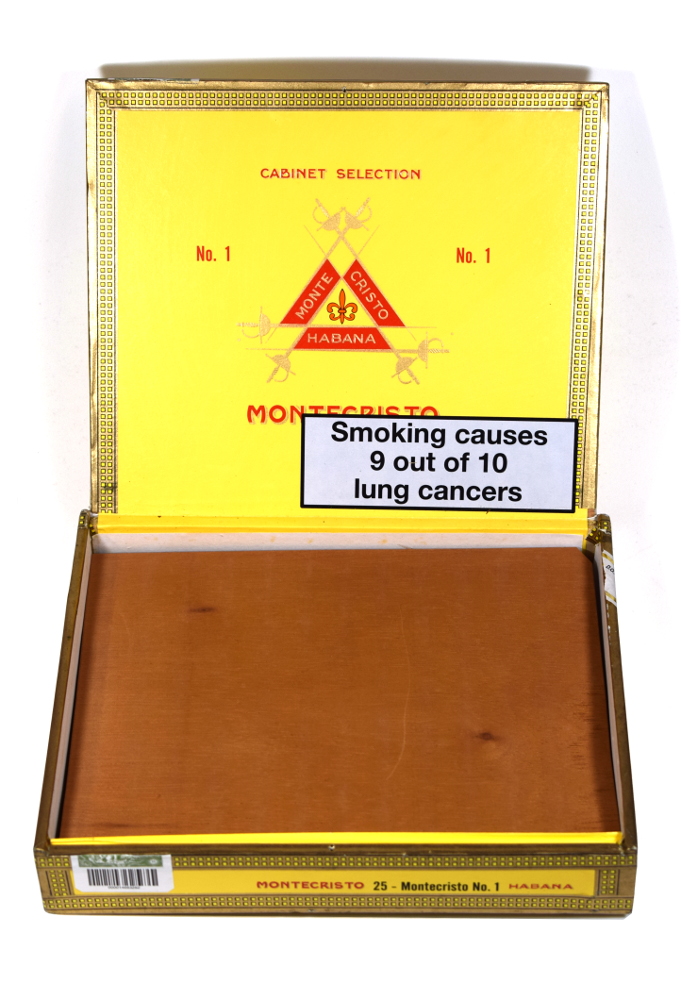 CABINET SELECTION
No. 1
No. 1
MONTE
CRISTO
HABANA
MONTECRISTO
Smoking causes
9 out of 10
lung cancers
MONTECRISTO 25 - Montecristo No. 1 HABANA